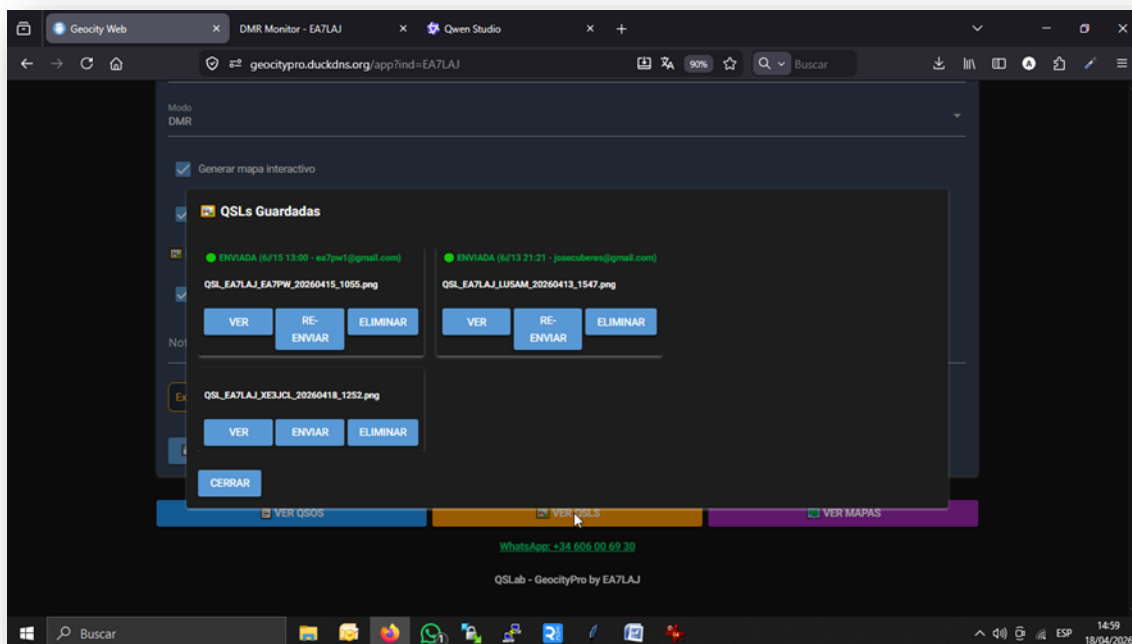 Geocity Web
DMR Monitor - EA7LAJ
Qwen Studio
geocitypro.duckdns.org/app?ind=EA7LAJ
90%
Buscar
Modo
DMR
Generar mapa interactivo
QSLs Guardadas
ENVIADA (6//15 13:00 - ea7pw1@gmail.com)
ENVIADA (6//13 21:21 - josecuberes@gmail.com)
QSL_EA7LAJ_EA7PW_20260415_1055.png
QSL_EA7LAJ_LU5AM_20260413_1547.png
VER
RE-ENVIAR
ELIMINAR
VER
RE-ENVIAR
ELIMINAR
Not
Ex
QSL_EA7LAJ_XE3JCL_20260418_1252.png
VER
ENVIAR
ELIMINAR
CERRAR
VER QSOS
VER QSLS
VER MAPAS
WhatsApp: +34 606 00 69 30
QSLab - GeocityPro by EA7LAJ
Buscar
ESP
14:59
18/04/2026